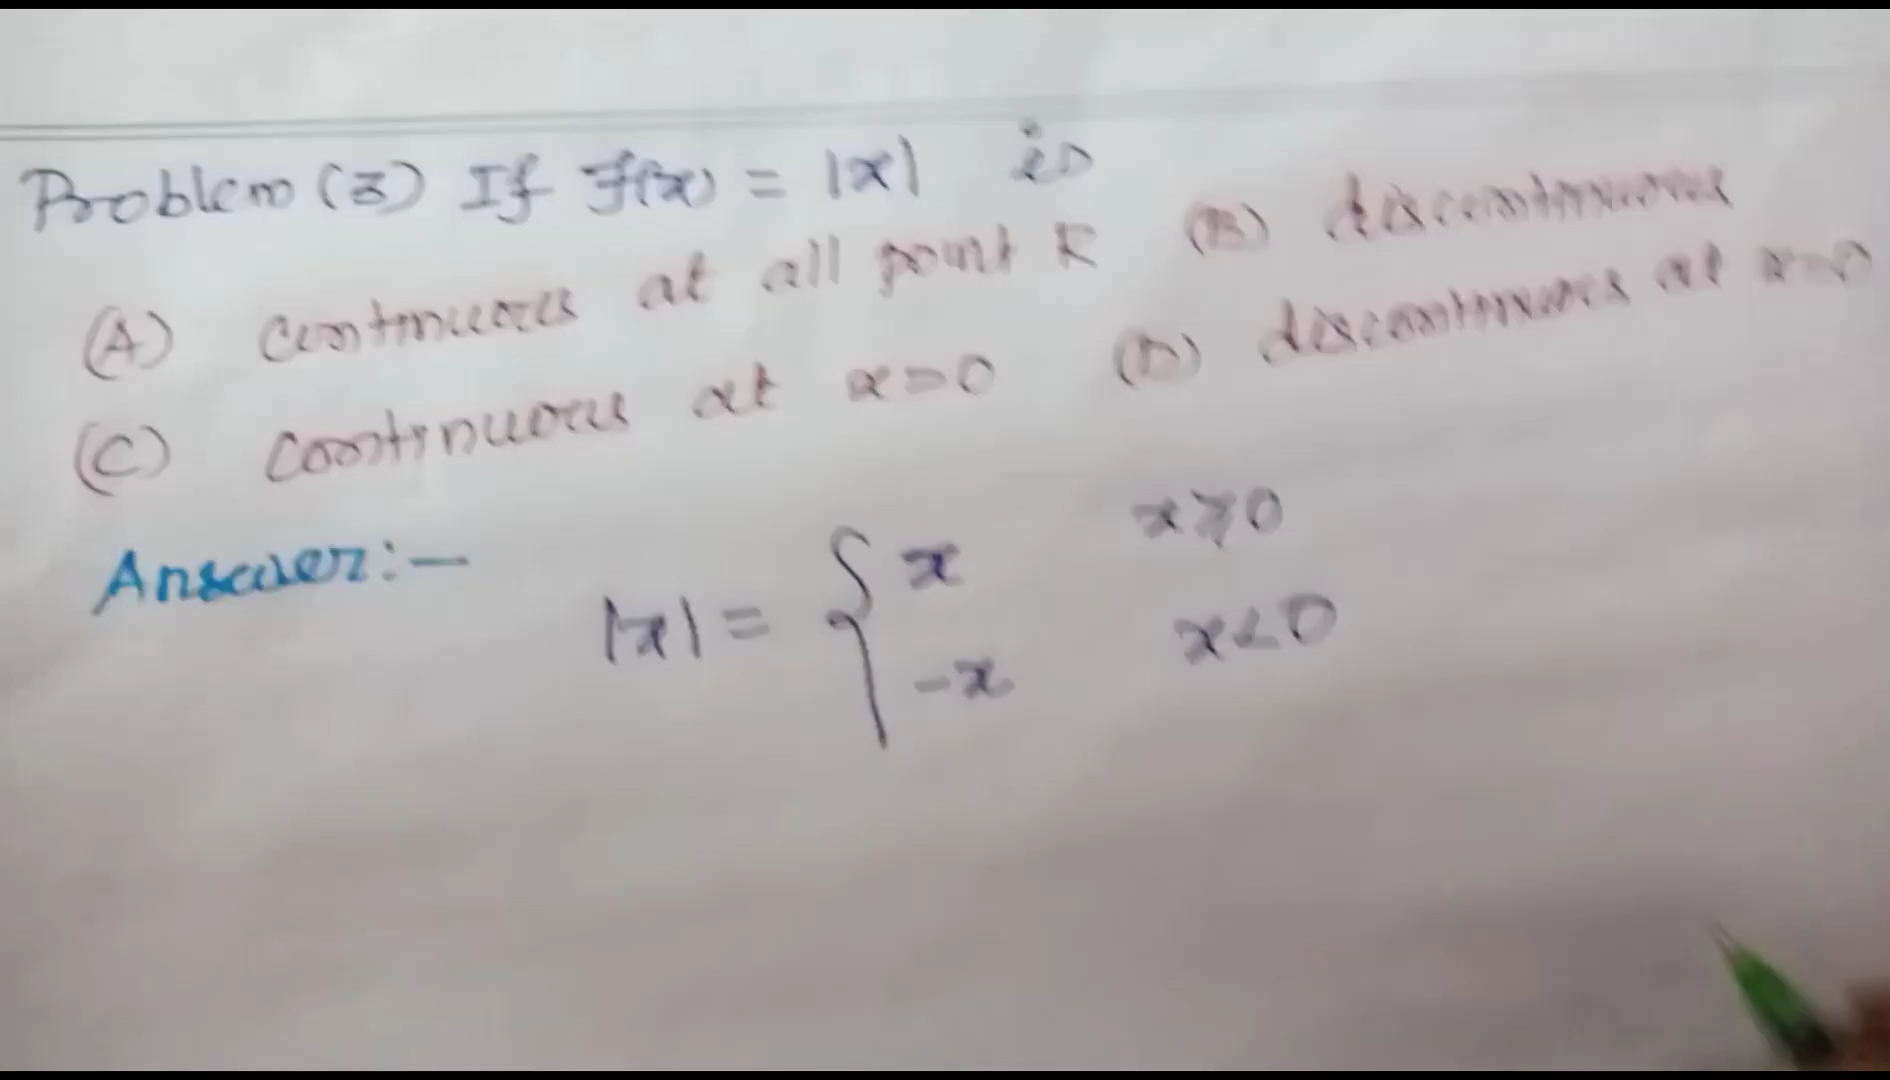 Problem (3) If f(x) = |x| is
(A) continuous at all point R (B) discontinuous
(C) continuous at x=0 (D) discontinuous at x=0
Answer:-
|x| = { x x⩾0
-x x<0